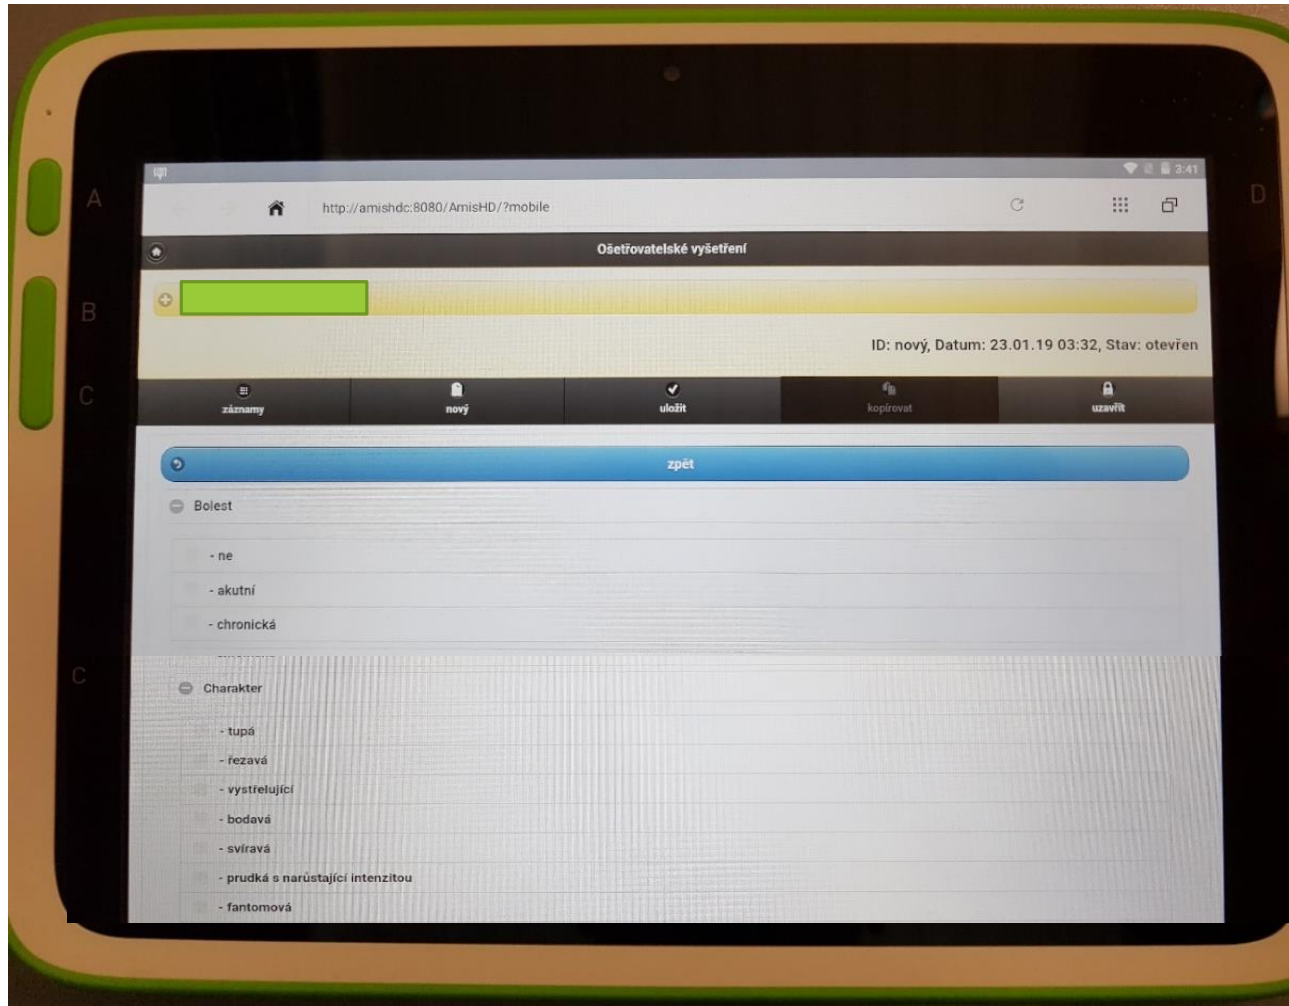 A
D
3:41
http://amishdc:8080/AmisHD/?mobile
Ošetřovatelské vyšetření
B
ID: nový, Datum: 23.01.19 03:32, Stav: otevřen
C
záznamy nový uložit kopírovat uzavřít
zpět
Bolest
- ne
- akutní
- chronická
C
Charakter
- tupá
- řezavá
- vystřelující
- bodavá
- svíravá
- prudká s narůstající intenzitou
- fantomová